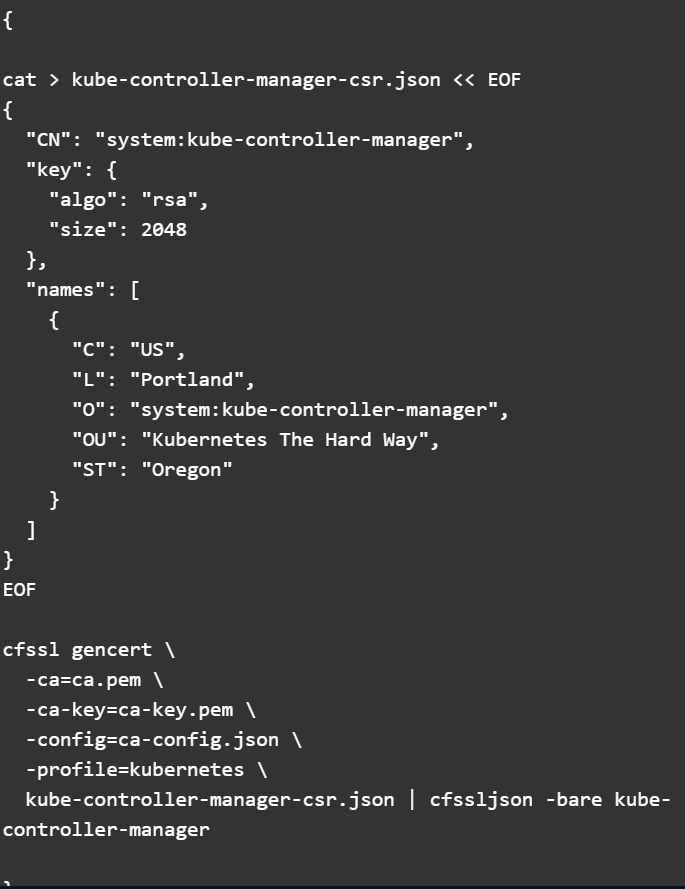 {

cat > kube-controller-manager-csr.json << EOF
{
  "CN": "system:kube-controller-manager",
  "key": {
    "algo": "rsa",
    "size": 2048
  },
  "names": [
    {
      "C": "US",
      "L": "Portland",
      "O": "system:kube-controller-manager",
      "OU": "Kubernetes The Hard Way",
      "ST": "Oregon"
    }
  ]
}
EOF

cfssl gencert \
  -ca=ca.pem \
  -ca-key=ca-key.pem \
  -config=ca-config.json \
  -profile=kubernetes \
  kube-controller-manager-csr.json | cfssljson -bare kube-
controller-manager

}